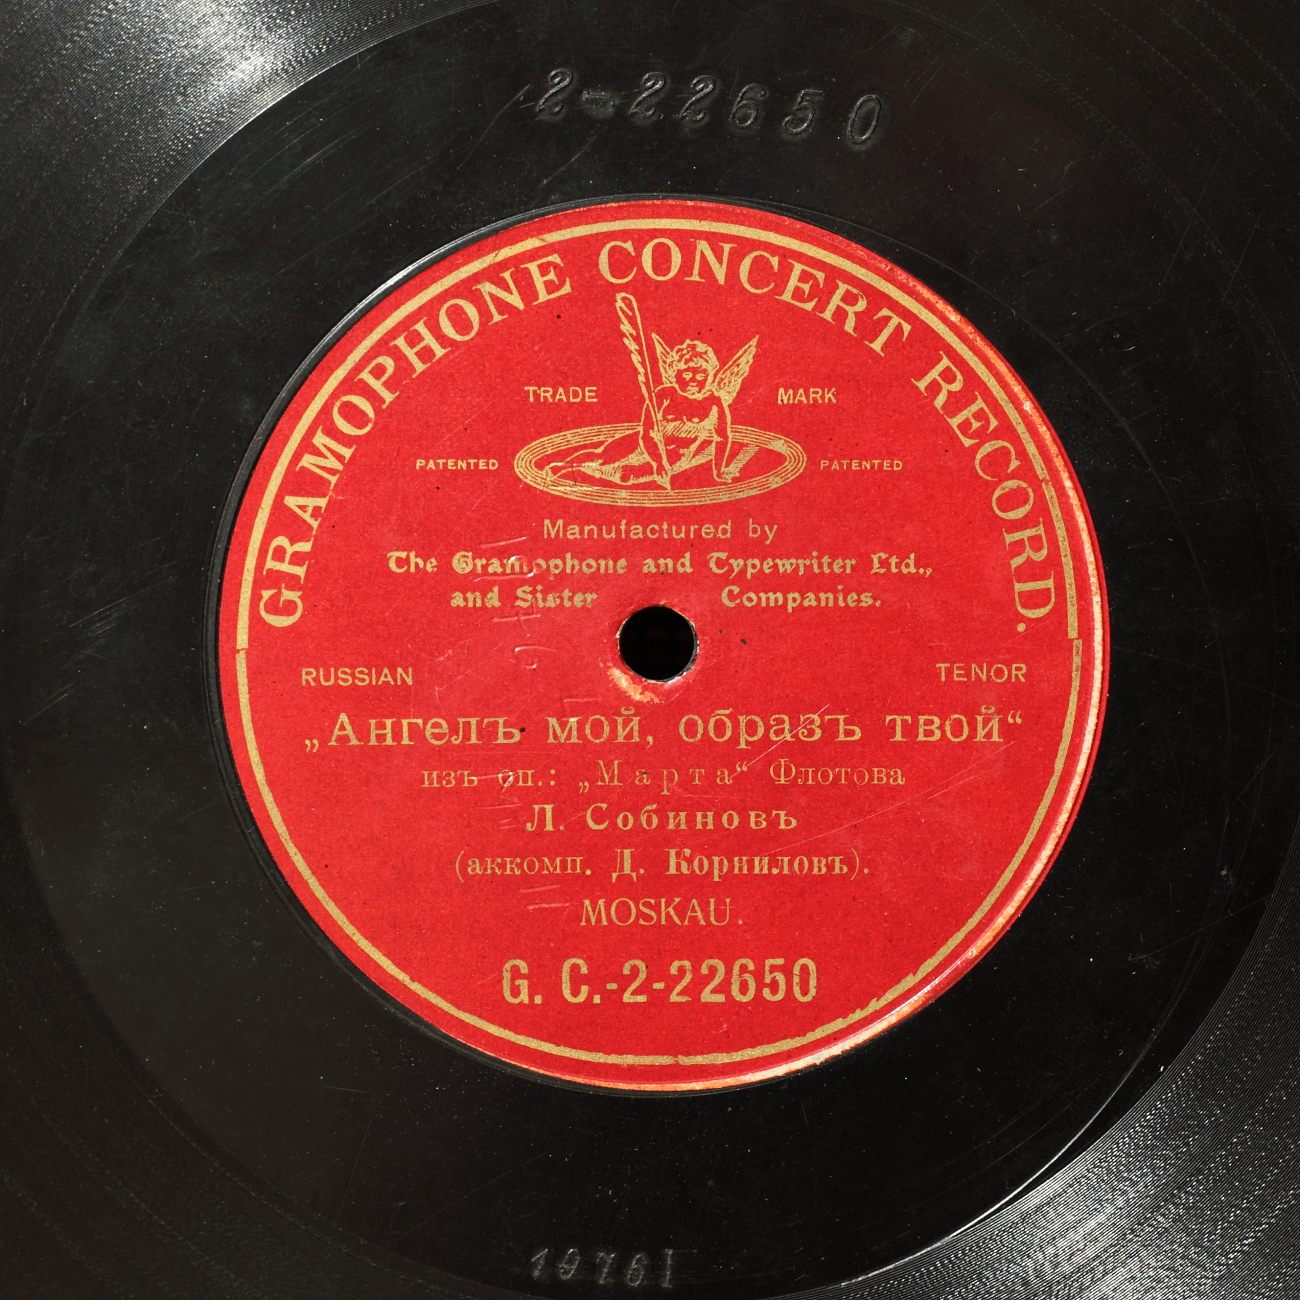 2-22650
GRAMOPHONE CONCERT RECORD.
TRADE MARK
PATENTED PATENTED
Manufactured by
The Gramophone and Typewriter Ltd.,
and Sister Companies.
RUSSIAN TENOR
„Ангелъ мой, образъ твой“
изъ оп.: „Марта“ Флотова
Л. Собиновъ
(аккомп. Д. Корниловъ).
MOSKAU.
G. C.-2-22650